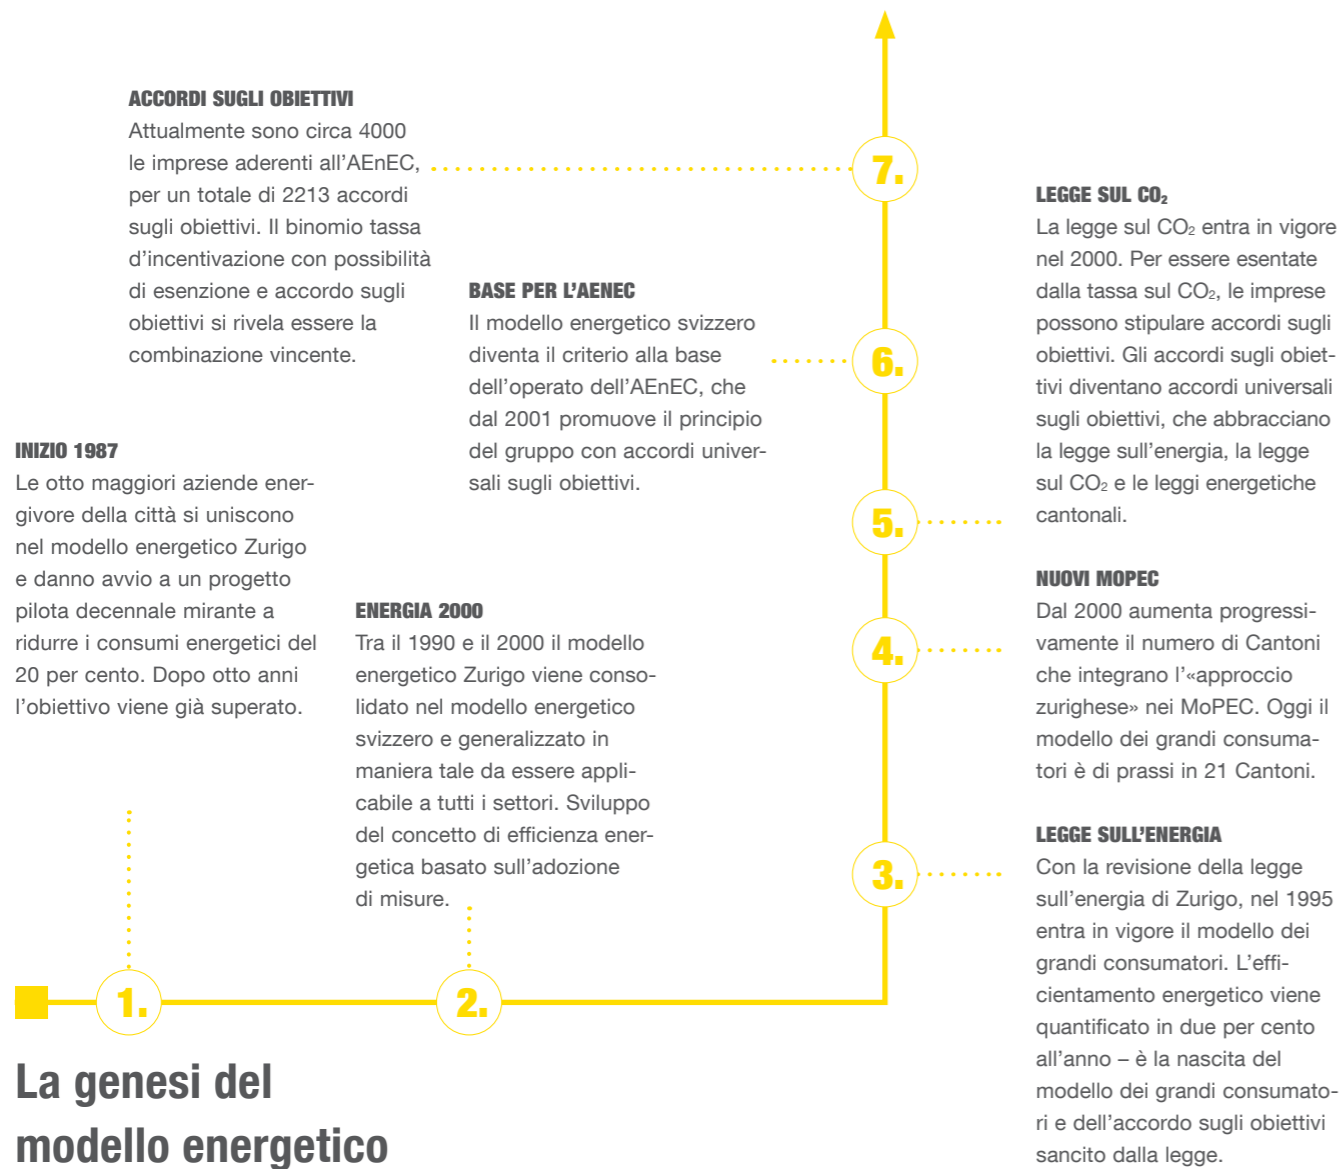 ACCORDI SUGLI OBIETTIVI
Attualmente sono circa 4000
le imprese aderenti all’AEnEC,
per un totale di 2213 accordi
sugli obiettivi. Il binomio tassa
d’incentivazione con possibilità
di esenzione e accordo sugli
obiettivi si rivela essere la
combinazione vincente.
7.
BASE PER L’AENEC
Il modello energetico svizzero
diventa il criterio alla base
dell’operato dell’AEnEC, che
dal 2001 promuove il principio
del gruppo con accordi univer-
sali sugli obiettivi.
6.
LEGGE SUL CO₂
La legge sul CO₂ entra in vigore
nel 2000. Per essere esentate
dalla tassa sul CO₂, le imprese
possono stipulare accordi sugli
obiettivi. Gli accordi sugli obiet-
tivi diventano accordi universali
sugli obiettivi, che abbracciano
la legge sull’energia, la legge
sul CO₂ e le leggi energetiche
cantonali.
5.
NUOVI MOPEC
Dal 2000 aumenta progressi-
vamente il numero di Cantoni
che integrano l’«approccio
zurighese» nei MoPEC. Oggi il
modello dei grandi consuma-
tori è di prassi in 21 Cantoni.
4.
LEGGE SULL’ENERGIA
Con la revisione della legge
sull’energia di Zurigo, nel 1995
entra in vigore il modello dei
grandi consumatori. L’effi-
cientamento energetico viene
quantificato in due per cento
all’anno – è la nascita del
modello dei grandi consumato-
ri e dell’accordo sugli obiettivi
sancito dalla legge.
3.
INIZIO 1987
Le otto maggiori aziende ener-
givore della città si uniscono
nel modello energetico Zurigo
e danno avvio a un progetto
pilota decennale mirante a
ridurre i consumi energetici del
20 per cento. Dopo otto anni
l’obiettivo viene già superato.
1.
ENERGIA 2000
Tra il 1990 e il 2000 il modello
energetico Zurigo viene conso-
lidato nel modello energetico
svizzero e generalizzato in
maniera tale da essere appli-
cabile a tutti i settori. Sviluppo
del concetto di efficienza ener-
getica basato sull’adozione
di misure.
2.
La genesi del
modello energetico